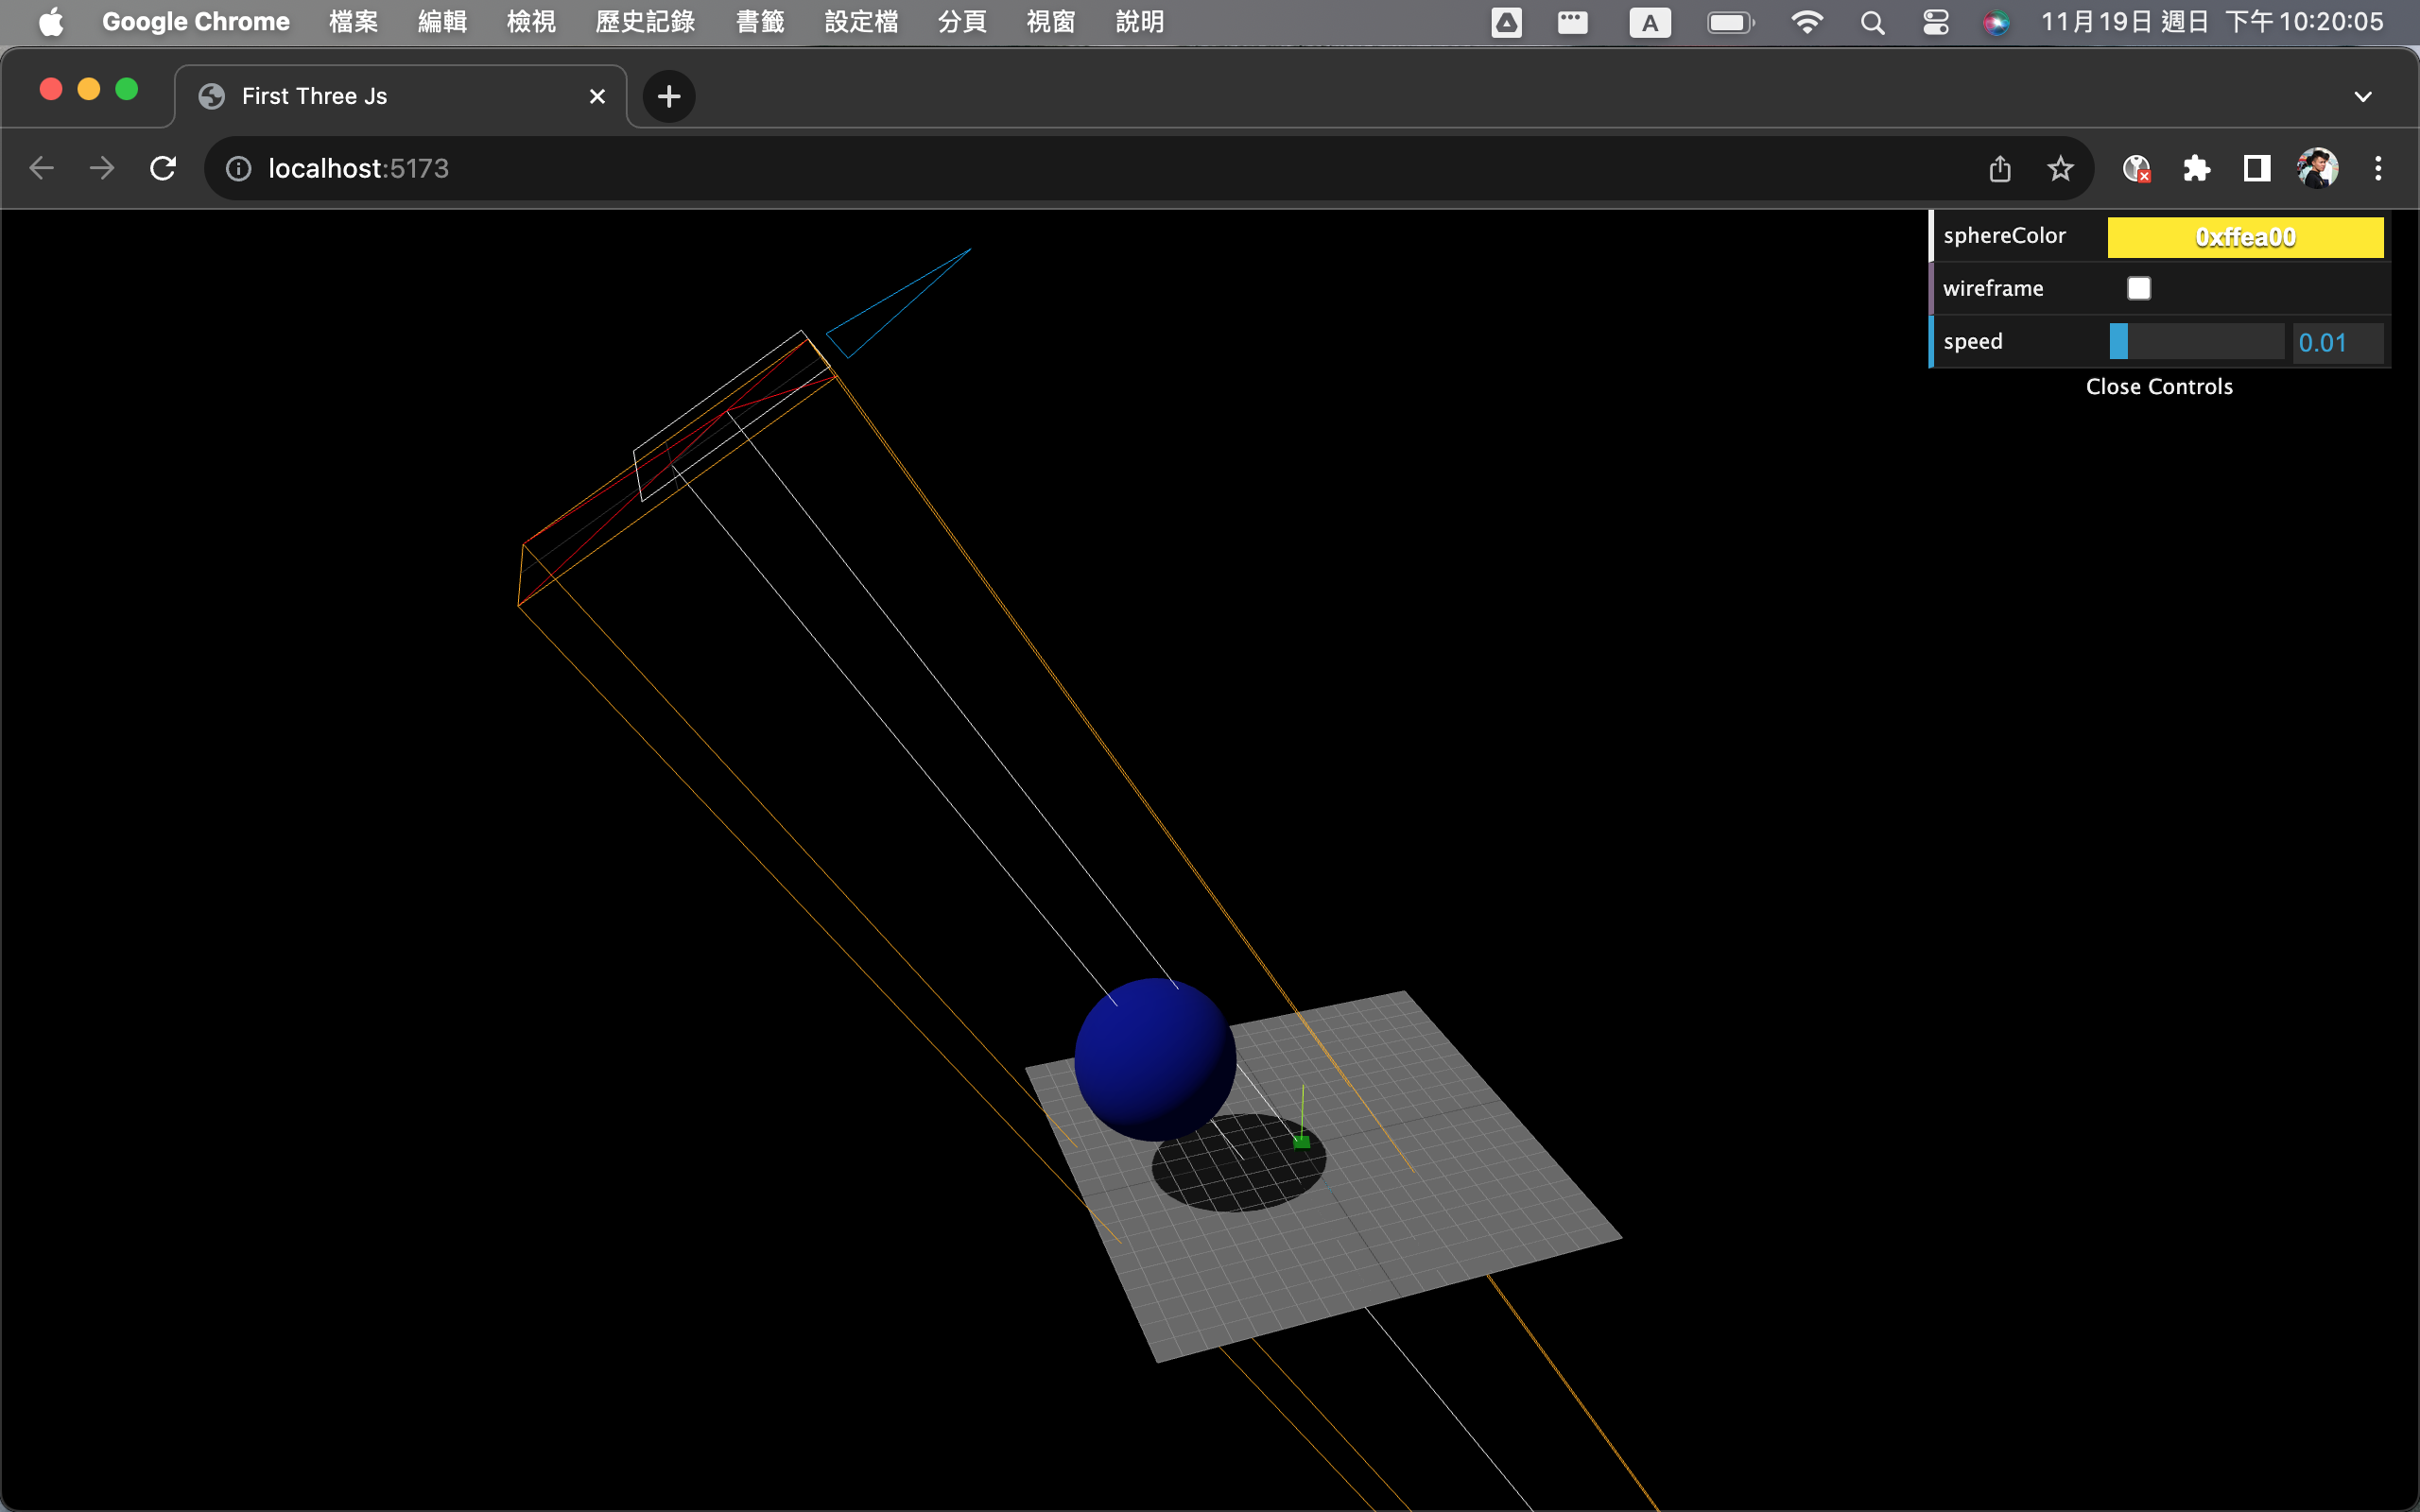 Google Chrome 檔案 編輯 檢視 歷史記錄 書籤 設定檔 分頁 視窗 說明 A 11月19日 週日 下午10:20:05
First Three Js
localhost:5173
sphereColor 0xffea00
wireframe
speed 0.01
Close Controls